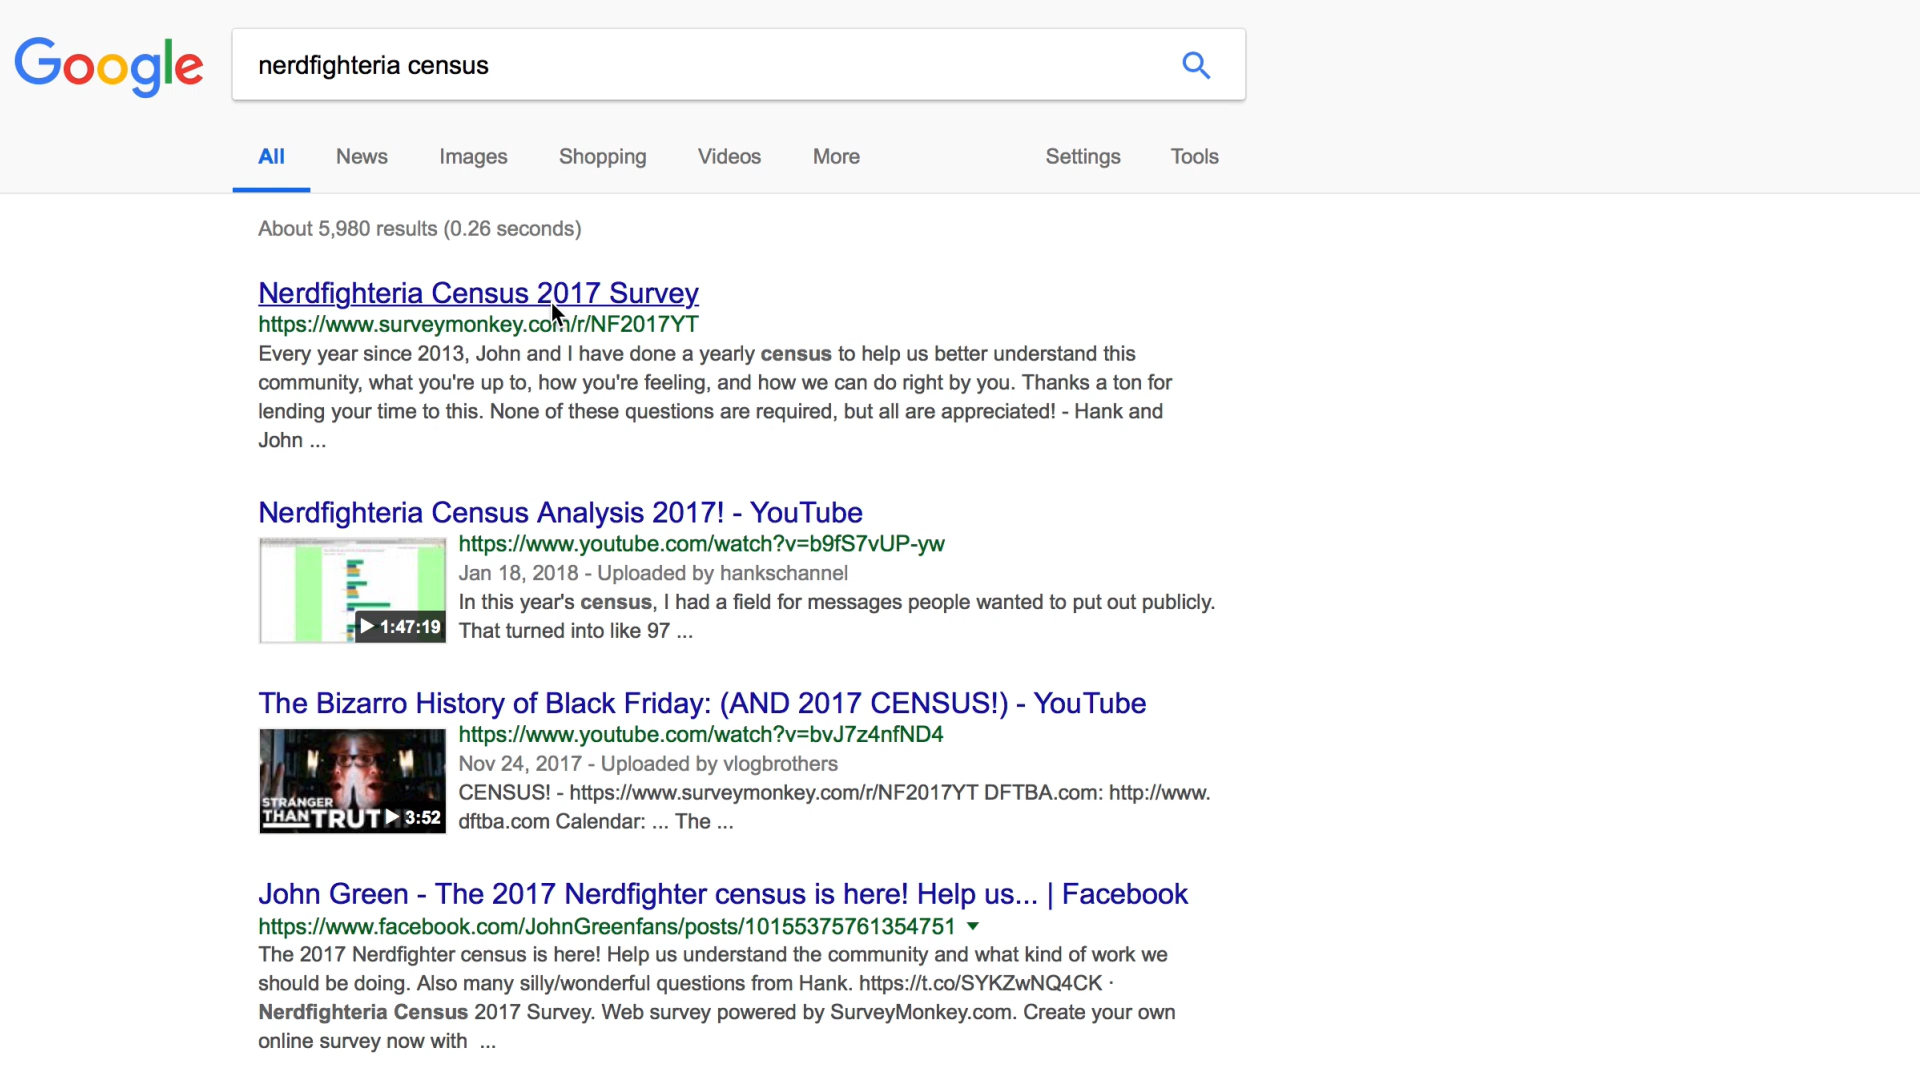 Google
nerdfighteria census
All News Images Shopping Videos More Settings Tools
About 5,980 results (0.26 seconds)
Nerdfighteria Census 2017 Survey
https://www.surveymonkey.com/r/NF2017YT
Every year since 2013, John and I have done a yearly census to help us better understand this
community, what you're up to, how you're feeling, and how we can do right by you. Thanks a ton for
lending your time to this. None of these questions are required, but all are appreciated! - Hank and
John ...
Nerdfighteria Census Analysis 2017! - YouTube
https://www.youtube.com/watch?v=b9fS7vUP-yw
Jan 18, 2018 - Uploaded by hankschannel
In this year's census, I had a field for messages people wanted to put out publicly.
1:47:19
That turned into like 97 ...
The Bizarro History of Black Friday: (AND 2017 CENSUS!) - YouTube
https://www.youtube.com/watch?v=bvJ7z4nfND4
Nov 24, 2017 - Uploaded by vlogbrothers
CENSUS! - https://www.surveymonkey.com/r/NF2017YT DFTBA.com: http://www.
dftba.com Calendar: ... The ...
STRANGER
THAN TRUT 3:52
John Green - The 2017 Nerdfighter census is here! Help us... | Facebook
https://www.facebook.com/JohnGreenfans/posts/10155375761354751
The 2017 Nerdfighter census is here! Help us understand the community and what kind of work we
should be doing. Also many silly/wonderful questions from Hank. https://t.co/SYKZwNQ4CK ·
Nerdfighteria Census 2017 Survey. Web survey powered by SurveyMonkey.com. Create your own
online survey now with ...